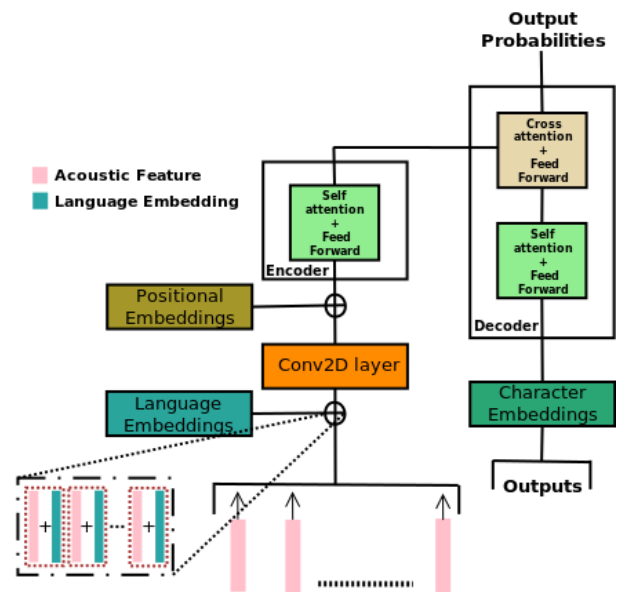 Output
Probabilities
Cross
attention
+
Feed
Forward
Acoustic Feature
Language Embedding
Self
attention
+
Feed
Forward
Encoder
Self
attention
+
Feed
Forward
Decoder
Positional
Embeddings
Conv2D layer
Language
Embeddings
Character
Embeddings
Outputs
+ + +